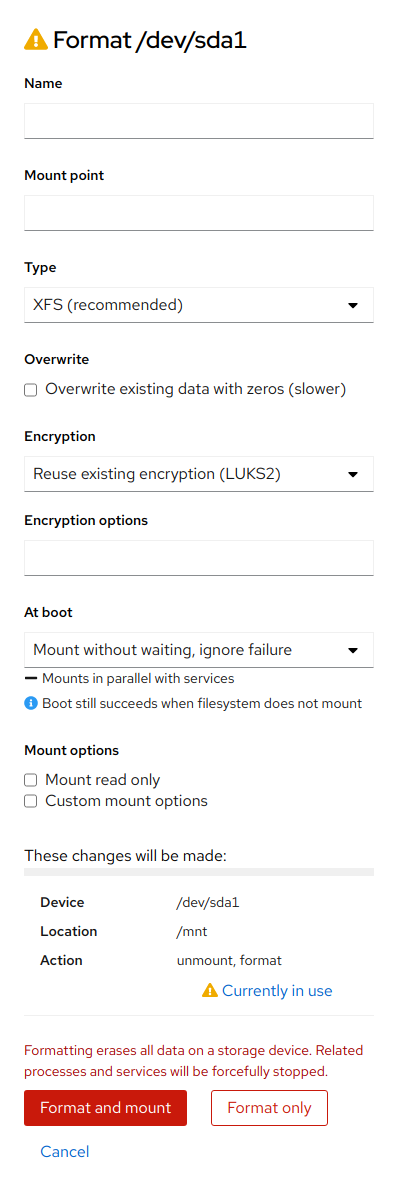 Format /dev/sda1
Name
Mount point
Type
XFS (recommended)
Overwrite
Overwrite existing data with zeros (slower)
Encryption
Reuse existing encryption (LUKS2)
Encryption options
At boot
Mount without waiting, ignore failure
Mounts in parallel with services
Boot still succeeds when filesystem does not mount
Mount options
Mount read only
Custom mount options
These changes will be made:
Device /dev/sda1
Location /mnt
Action unmount, format
Currently in use
Formatting erases all data on a storage device. Related
processes and services will be forcefully stopped.
Format and mount Format only
Cancel